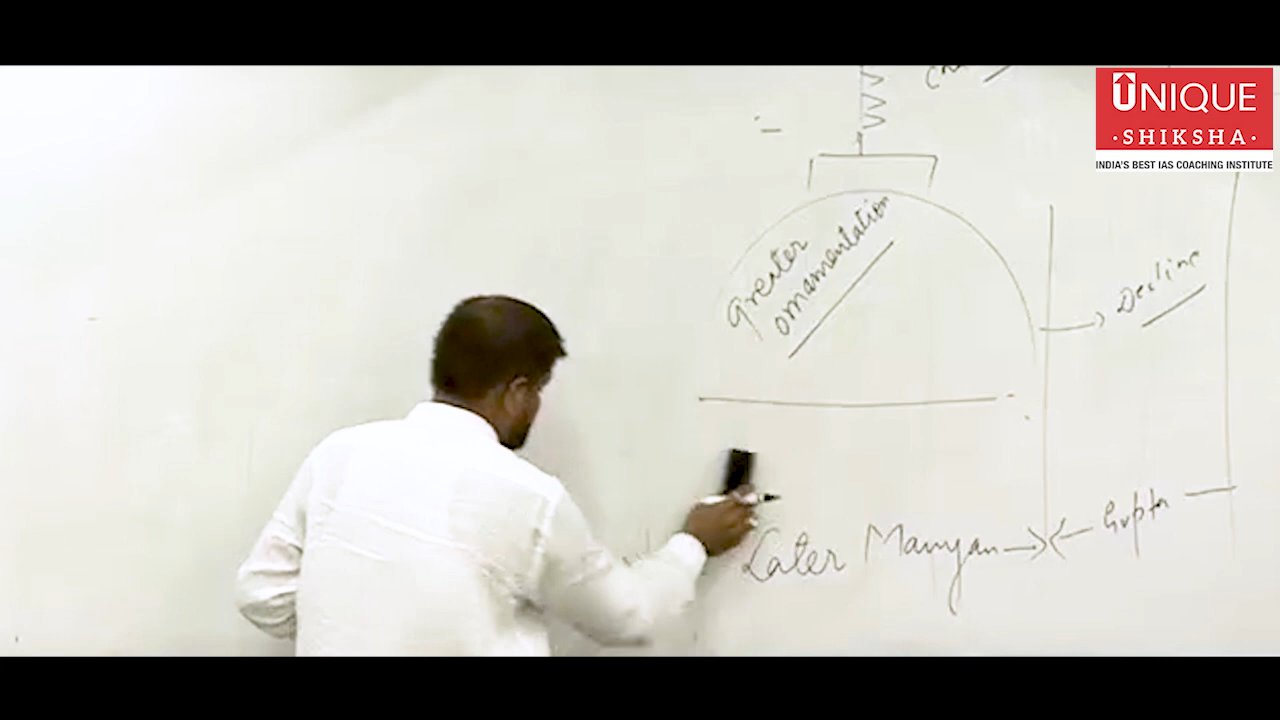 UNIQUE
·SHIKSHA·
INDIA'S BEST IAS COACHING INSTITUTE
Greater
ornamentation
Decline
Later Mauryan
Gupta